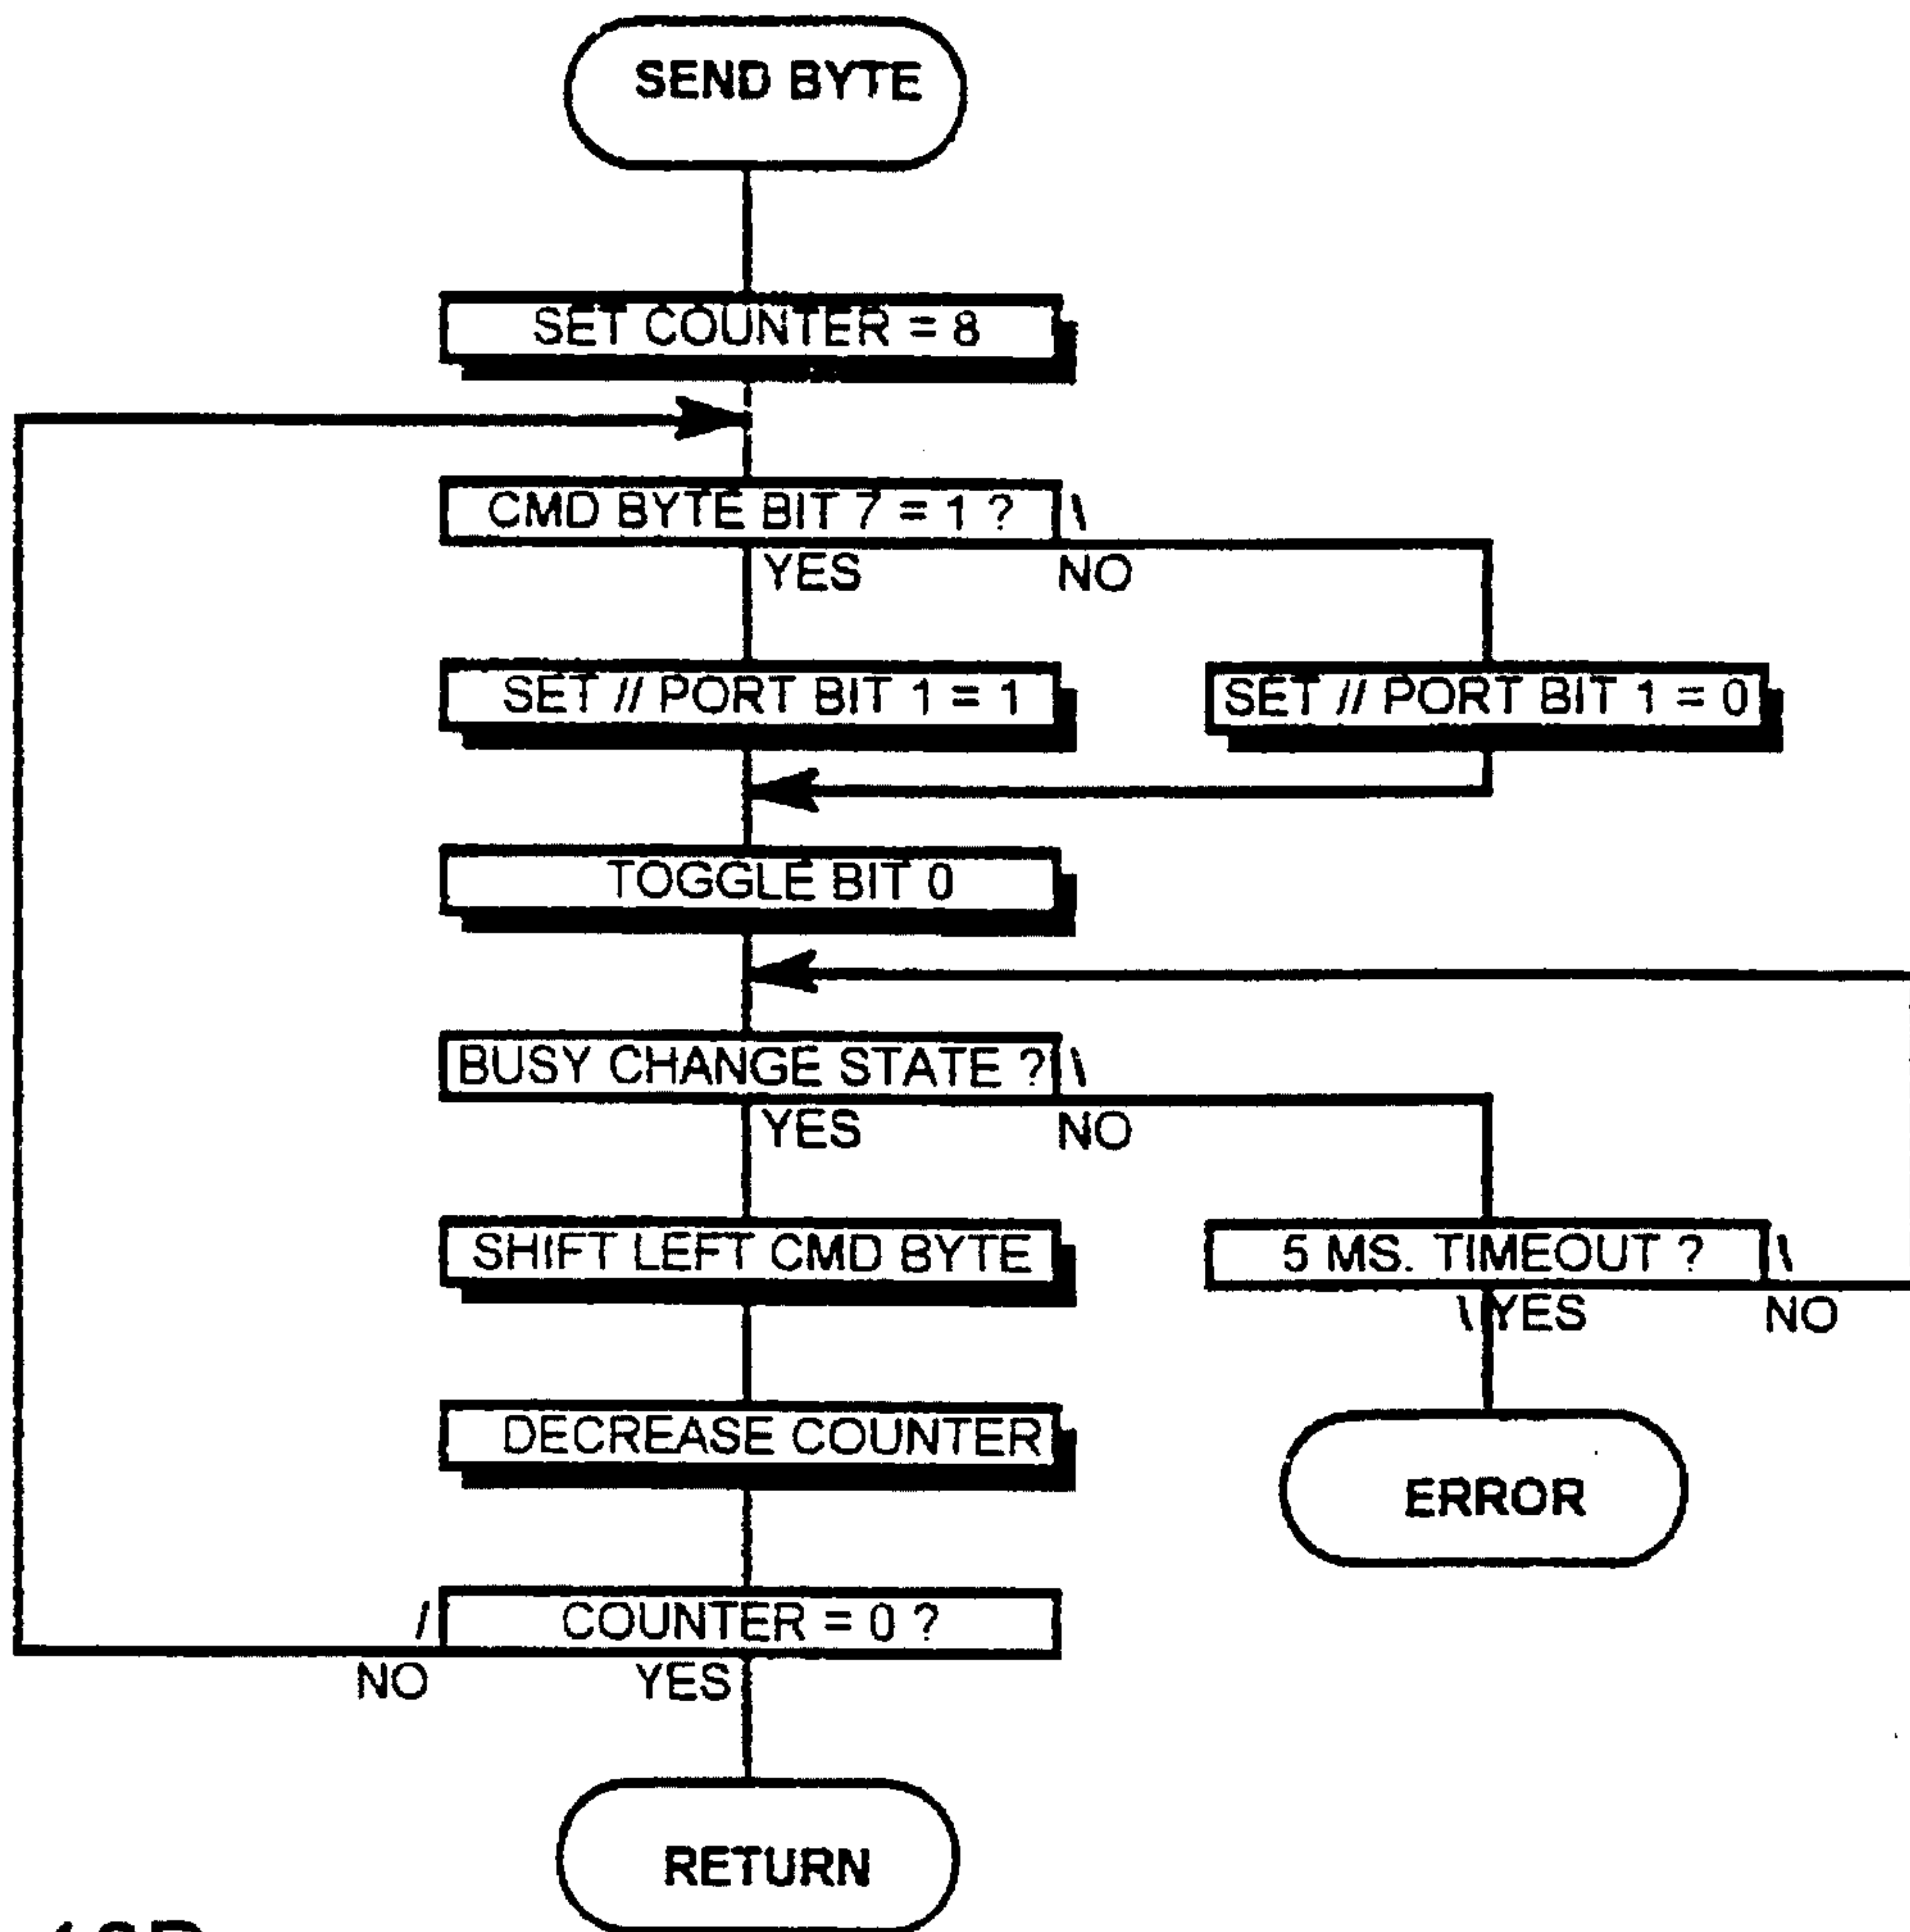 SEND BYTE
SET COUNTER = 8
CMD BYTE BIT 7 = 1 ? \
YES NO
SET // PORT BIT 1 = 1
SET // PORT BIT 1 = 0
TOGGLE BIT 0
BUSY CHANGE STATE ? \
YES NO
SHIFT LEFT CMD BYTE
5 MS. TIMEOUT ? \
\ YES NO
DECREASE COUNTER
ERROR
/ COUNTER = 0 ?
NO YES
RETURN